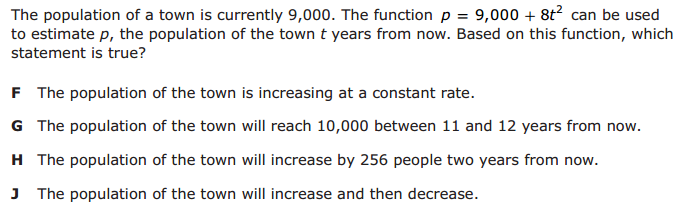 The population of a town is currently 9,000. The function p = 9,000 + 8t² can be used
to estimate p, the population of the town t years from now. Based on this function, which
statement is true?
F The population of the town is increasing at a constant rate.
G The population of the town will reach 10,000 between 11 and 12 years from now.
H The population of the town will increase by 256 people two years from now.
J The population of the town will increase and then decrease.